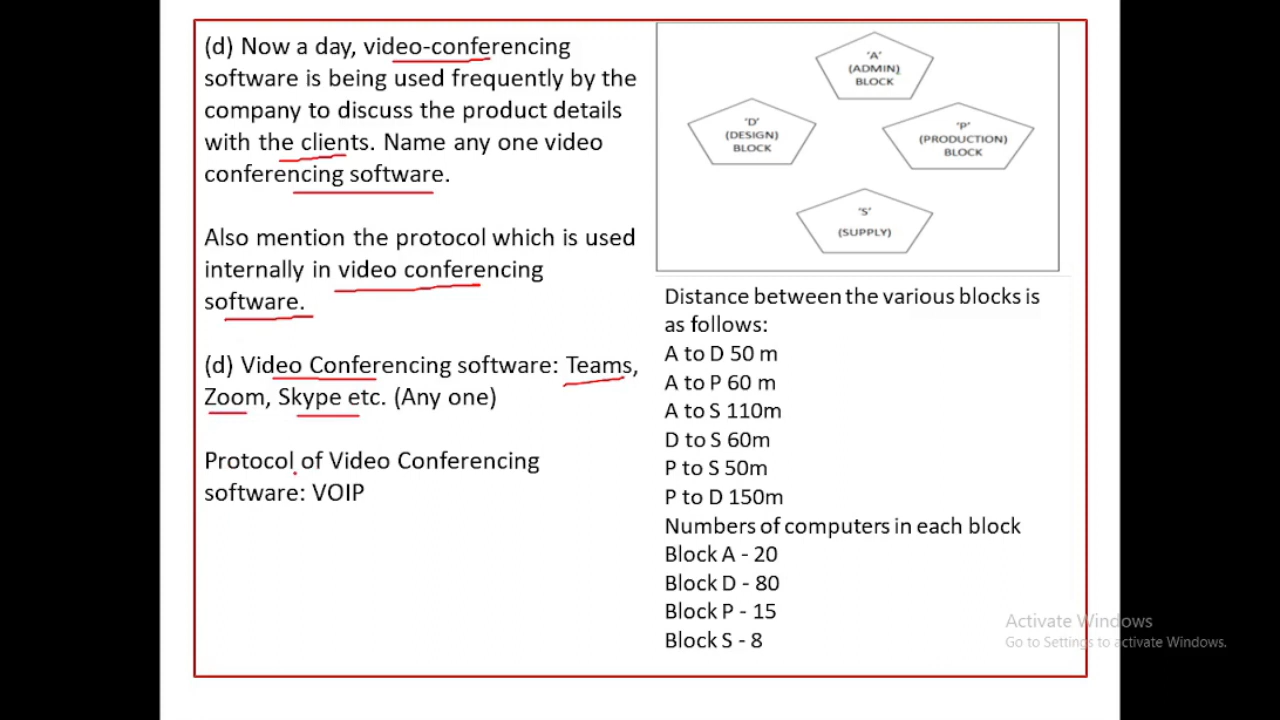 (d) Now a day, video-conferencing
software is being used frequently by the
company to discuss the product details
with the clients. Name any one video
conferencing software.
Also mention the protocol which is used
internally in video conferencing
software.
(d) Video Conferencing software: Teams,
Zoom, Skype etc. (Any one)
Protocol of Video Conferencing
software: VOIP
'A'
(ADMIN)
BLOCK
'D'
(DESIGN)
BLOCK
'P'
(PRODUCTION)
BLOCK
'S'
(SUPPLY)
Distance between the various blocks is
as follows:
A to D 50 m
A to P 60 m
A to S 110m
D to S 60m
P to S 50m
P to D 150m
Numbers of computers in each block
Block A - 20
Block D - 80
Block P - 15
Block S - 8
Activate Windows
Go to Settings to activate Windows.